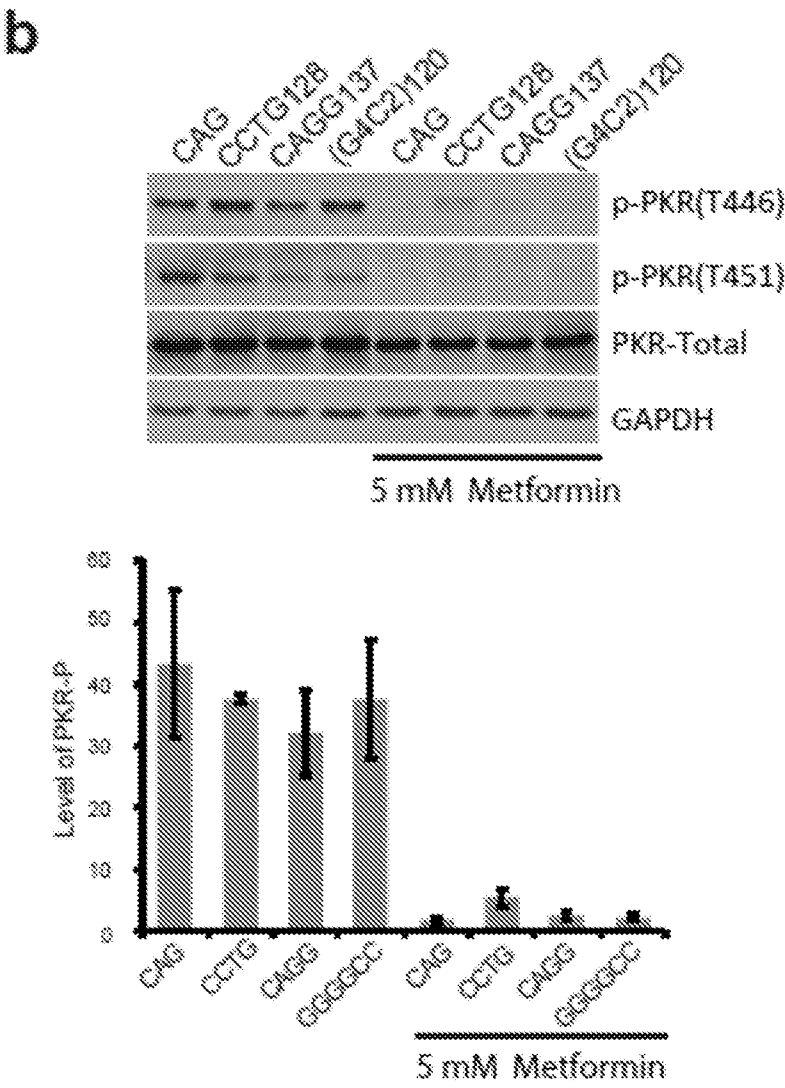 b
CAG CCTG128 CAGG137 (G4C2)120 CAG CCTG128 CAGG137 (G4C2)120
p-PKR(T446)
p-PKR(T451)
PKR-Total
GAPDH
5 mM Metformin
Level of PKR-P
60
50
40
30
20
10
0
CAG CCTG CAGG GGGGCC CAG CCTG CAGG GGGGCC
5 mM Metformin